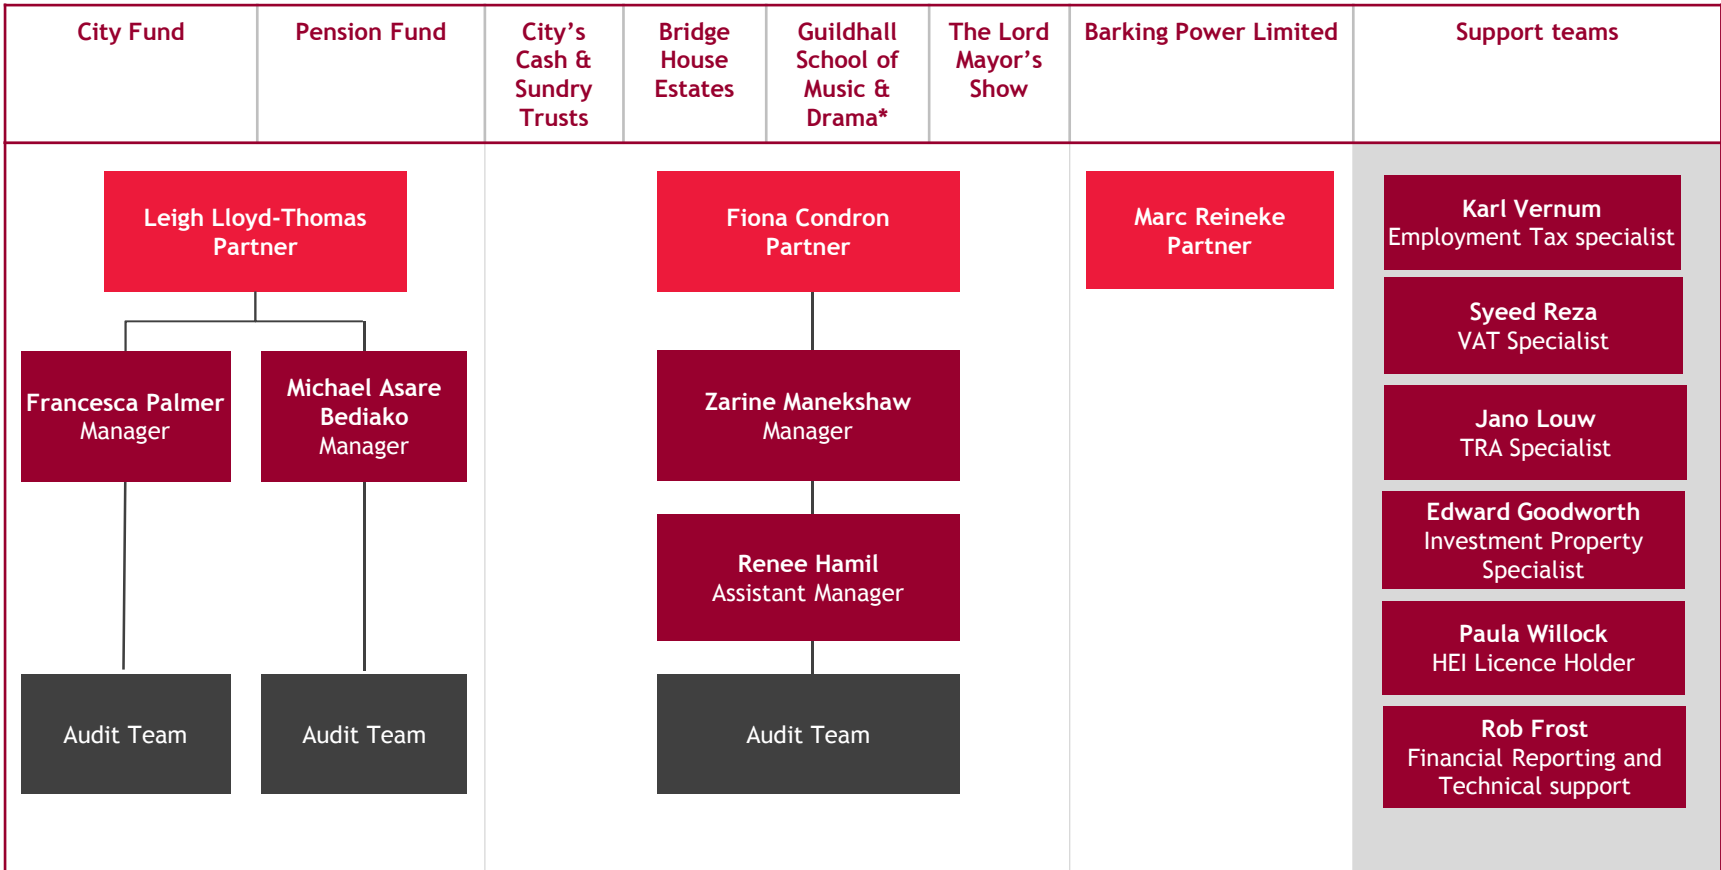 City Fund
Pension Fund
City’s
Cash &
Sundry
Trusts
Bridge
House
Estates
Guildhall
School of
Music &
Drama*
The Lord
Mayor’s
Show
Barking Power Limited
Support teams
Leigh Lloyd-Thomas
Partner
Francesca Palmer
Manager
Michael Asare
Bediako
Manager
Audit Team
Audit Team
Fiona Condron
Partner
Zarine Manekshaw
Manager
Renee Hamil
Assistant Manager
Audit Team
Marc Reineke
Partner
Karl Vernum
Employment Tax specialist
Syeed Reza
VAT Specialist
Jano Louw
TRA Specialist
Edward Goodworth
Investment Property
Specialist
Paula Willock
HEI Licence Holder
Rob Frost
Financial Reporting and
Technical support